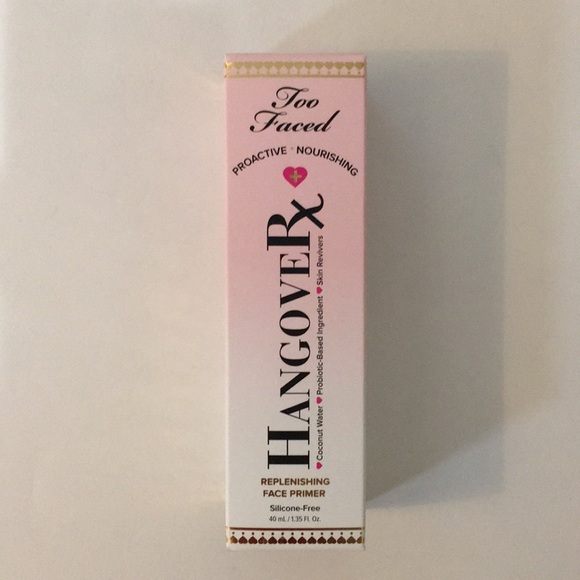 Too
Faced
PROACTIVE · NOURISHING
HANGOVERX
♥ Coconut Water ♥ Probiotic-Based Ingredient ♥ Skin Revivers
REPLENISHING
FACE PRIMER
Silicone-Free
40 mL / 1.35 Fl. Oz.